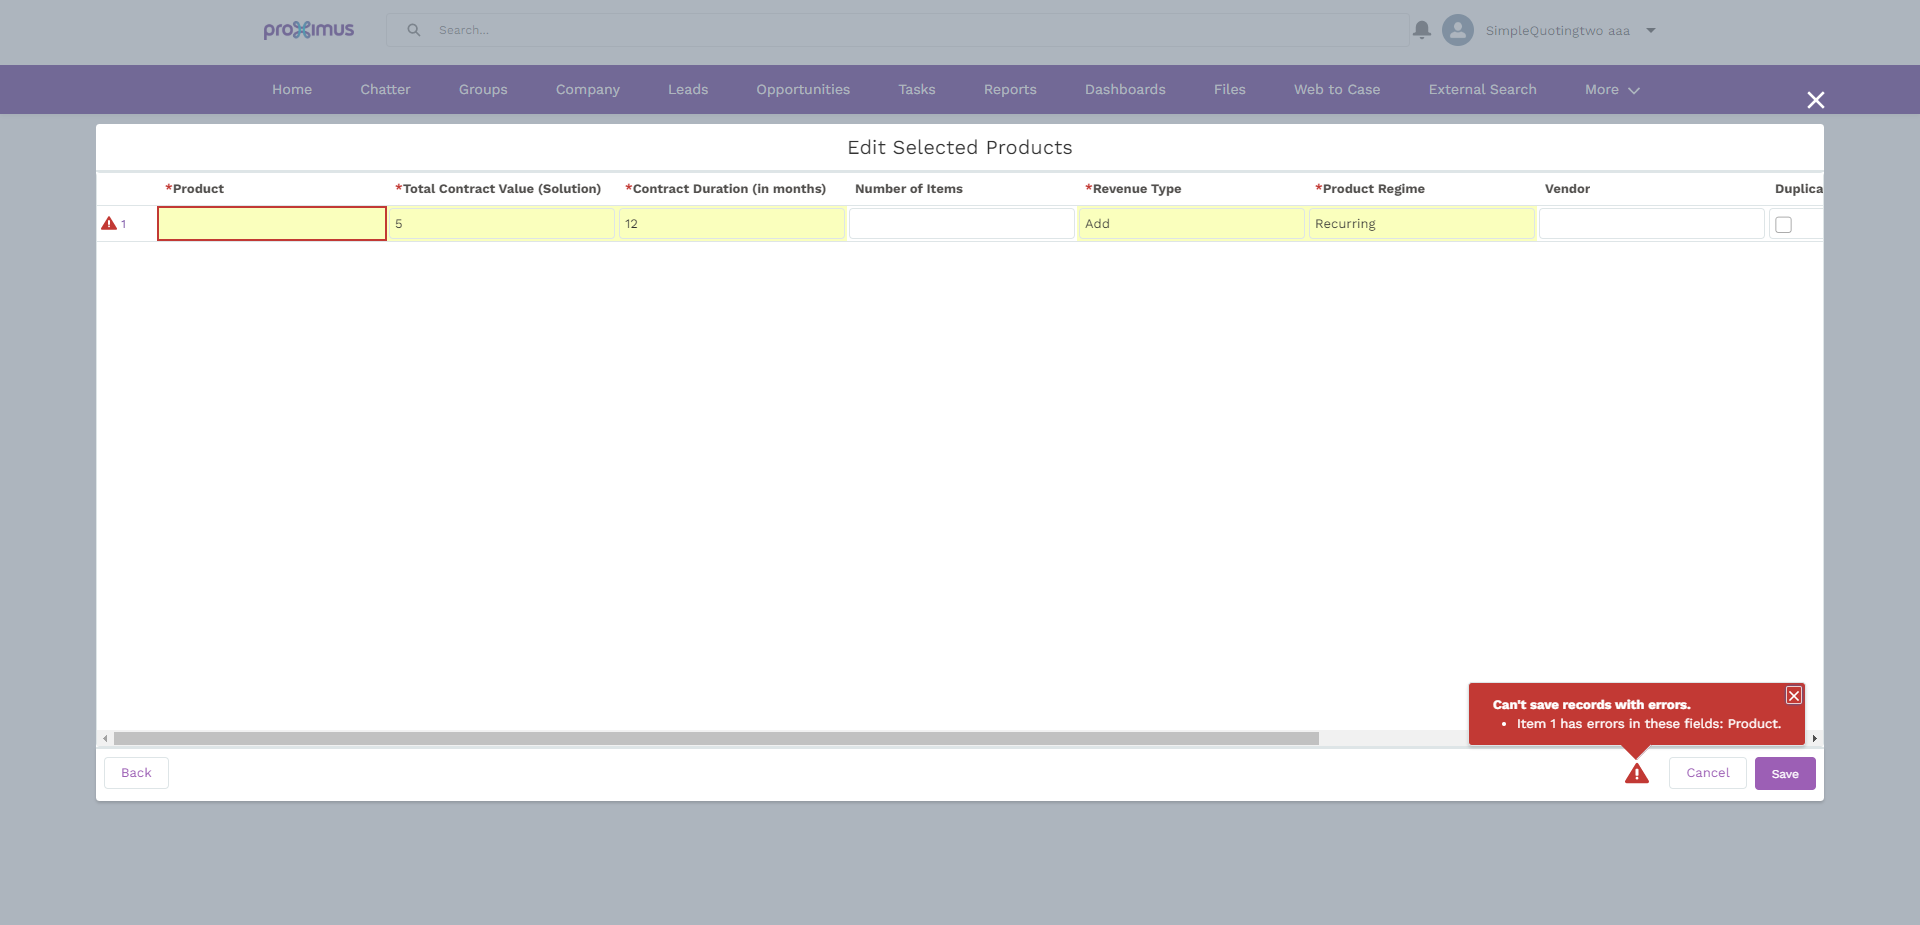 proximus
Search...
SimpleQuotingtwo aaa
Home Chatter Groups Company Leads Opportunities Tasks Reports Dashboards Files Web to Case External Search More
Edit Selected Products
*Product *Total Contract Value (Solution) *Contract Duration (in months) Number of Items *Revenue Type *Product Regime Vendor Duplica
1 5 12 Add Recurring
Can't save records with errors.
• Item 1 has errors in these fields: Product.
Back Cancel Save